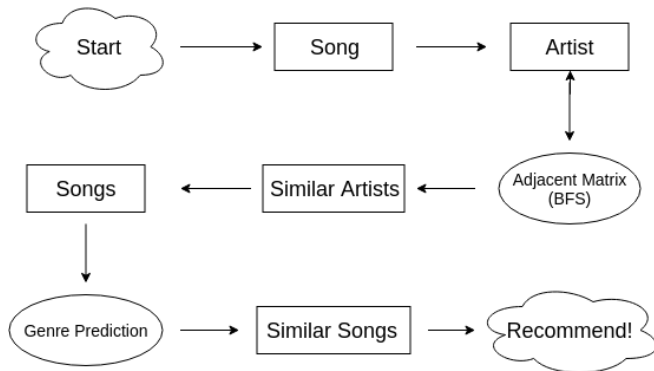 Start
Song
Artist
Songs
Similar Artists
Adjacent Matrix
(BFS)
Genre Prediction
Similar Songs
Recommend!